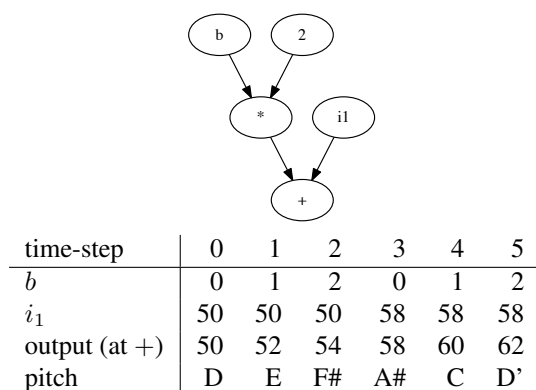 b 2
* i1
+
time-step 0 1 2 3 4 5
b 0 1 2 0 1 2
i₁ 50 50 50 58 58 58
output (at +) 50 52 54 58 60 62
pitch D E F# A# C D’